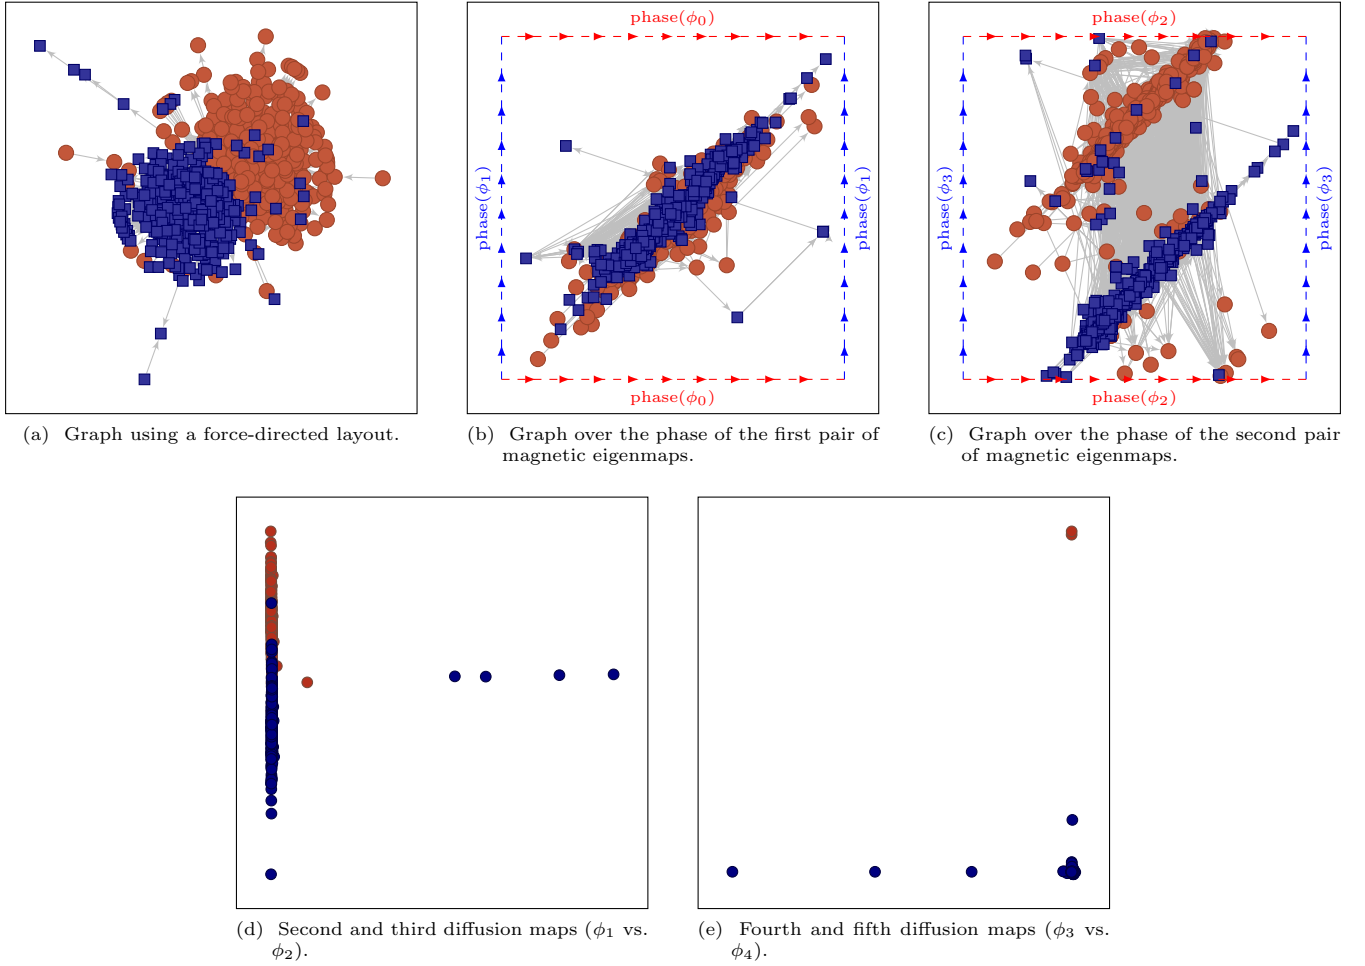 phase(ϕ0)
phase(ϕ1)
phase(ϕ1)
phase(ϕ0)
phase(ϕ2)
phase(ϕ3)
phase(ϕ3)
phase(ϕ2)
(a) Graph using a force-directed layout.
(b) Graph over the phase of the first pair of
magnetic eigenmaps.
(c) Graph over the phase of the second pair
of magnetic eigenmaps.
(d) Second and third diffusion maps (ϕ1 vs.
ϕ2).
(e) Fourth and fifth diffusion maps (ϕ3 vs.
ϕ4).